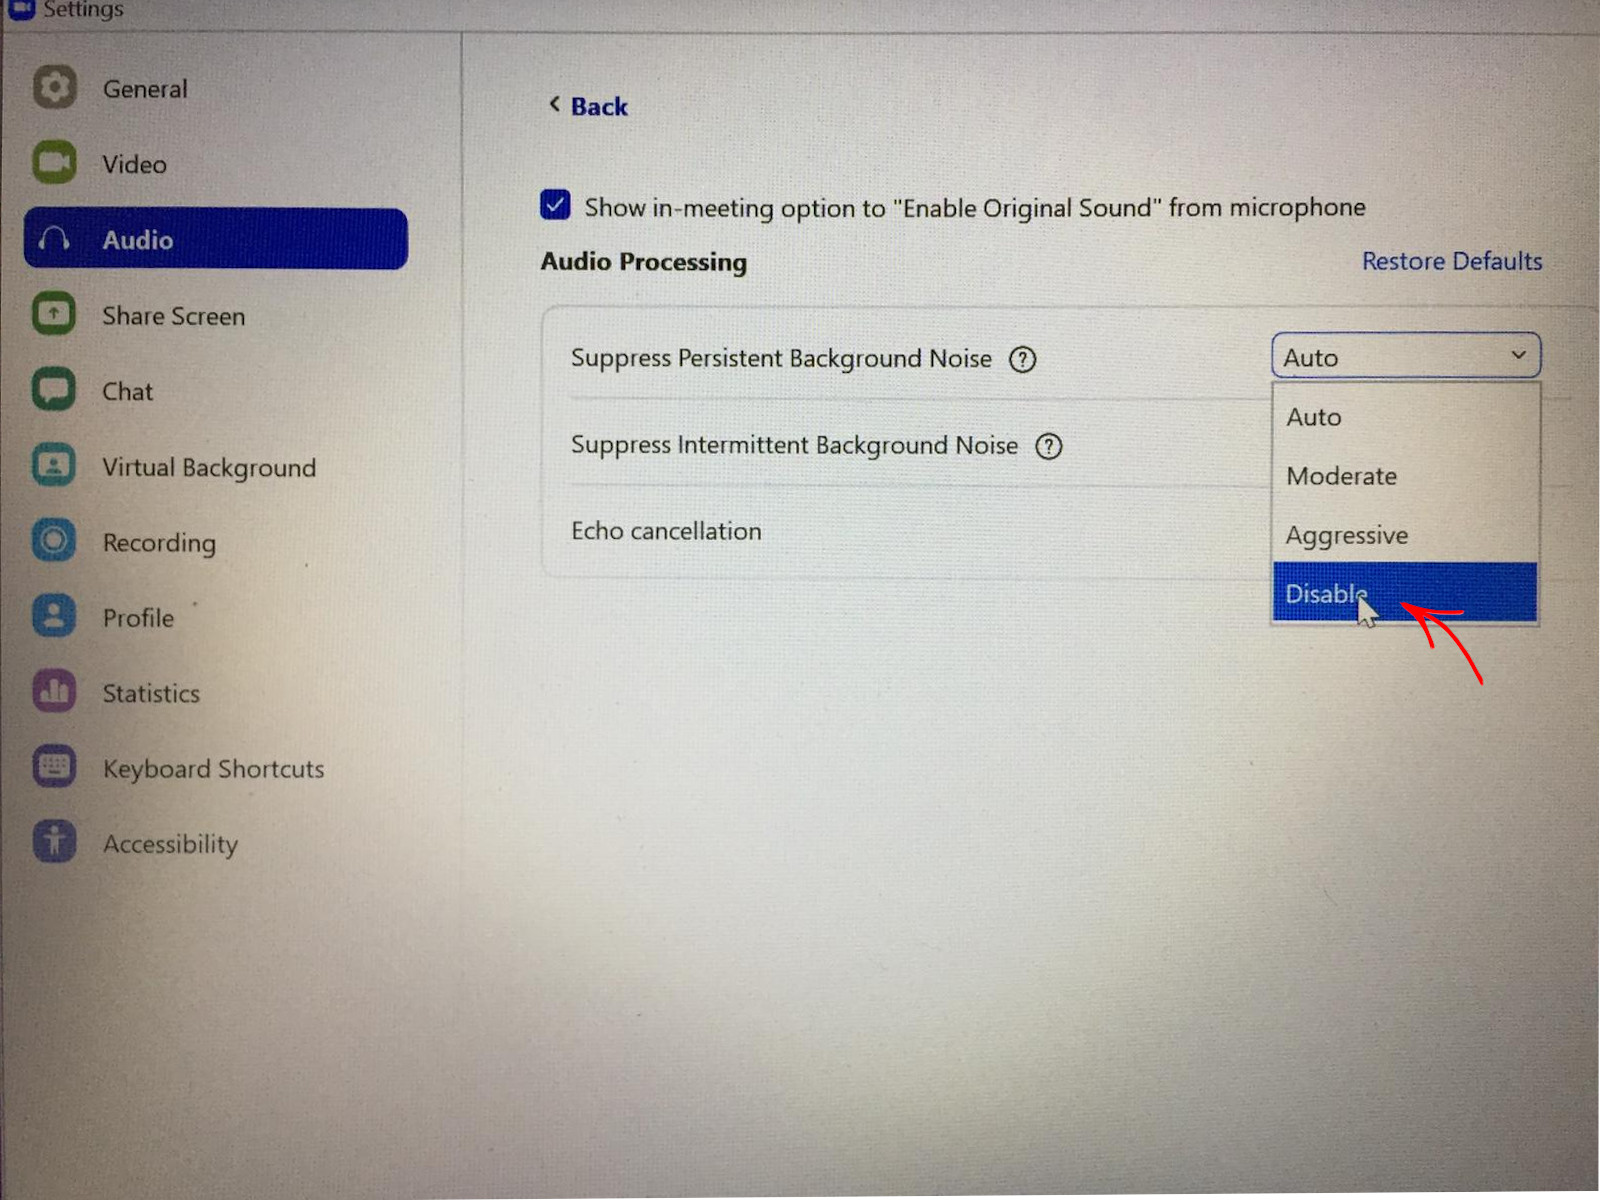 Settings
General
Video
Audio
Share Screen
Chat
Virtual Background
Recording
Profile
Statistics
Keyboard Shortcuts
Accessibility
Back
Show in-meeting option to "Enable Original Sound" from microphone
Audio Processing Restore Defaults
Suppress Persistent Background Noise ? Auto
Auto
Suppress Intermittent Background Noise ?
Moderate
Echo cancellation
Aggressive
Disable